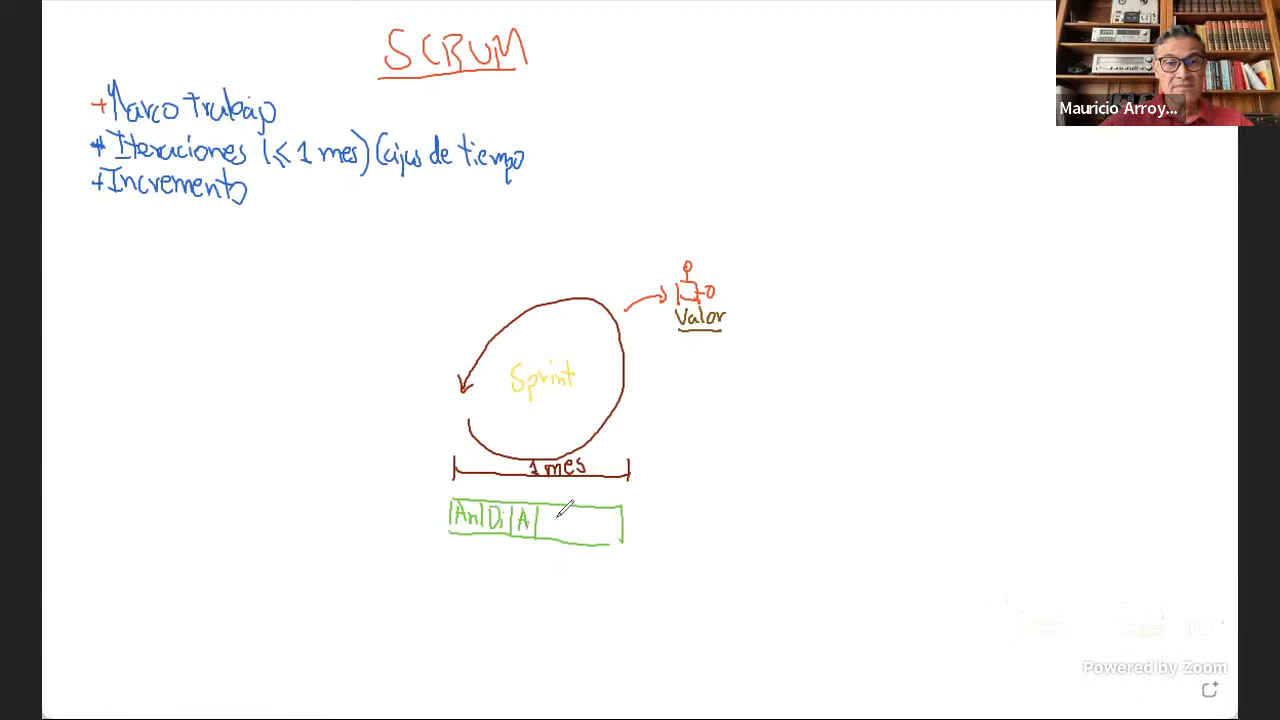 SCRUM
+Marco trabajo
*Iteraciones (≤ 1 mes) (cajas de tiempo
+Incremento
Valor
Sprint
1 mes
An Di A
Mauricio Arroy...
Powered by Zoom